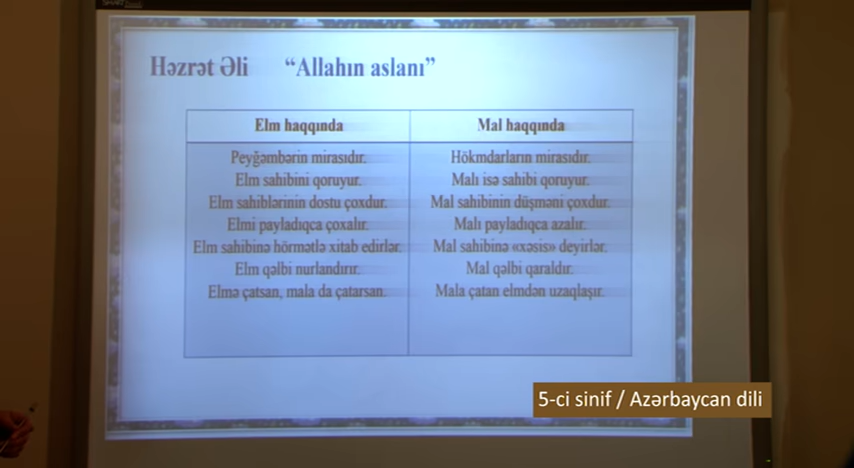 SMART Board
Həzrət Əli “Allahın aslanı”
Elm haqqında Mal haqqında
Peyğəmbərin mirasıdır. Hökmdarların mirasıdır.
Elm sahibini qoruyur. Malı isə sahibi qoruyur.
Elm sahiblərinin dostu çoxdur. Mal sahibinin düşməni çoxdur.
Elmi payladıqca çoxalır. Malı payladıqca azalır.
Elm sahibinə hörmətlə xitab edirlər. Mal sahibinə «xəsis» deyirlər.
Elm qəlbi nurlandırır. Mal qəlbi qaraldır.
Elmə çatsan, mala da çatarsan. Mala çatan elmdən uzaqlaşır.
5-ci sinif / Azərbaycan dili